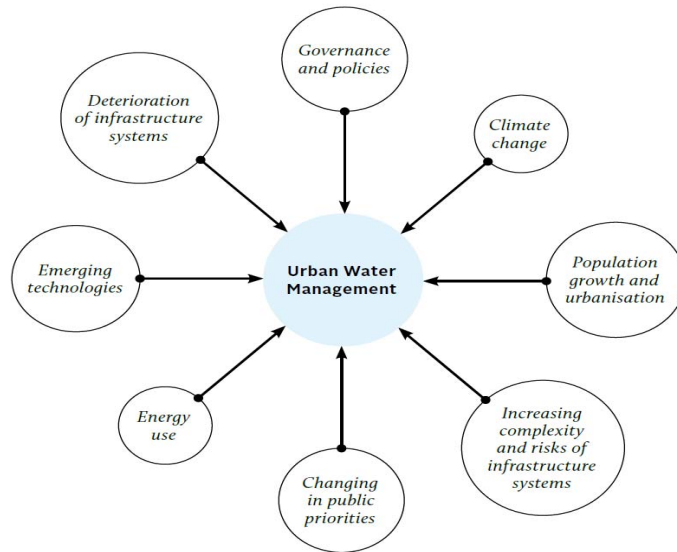 Governance
and policies
Deterioration
of infrastructure
systems
Climate
change
Emerging
technologies
Urban Water
Management
Population
growth and
urbanisation
Energy
use
Changing
in public
priorities
Increasing
complexity
and risks of
infrastructure
systems